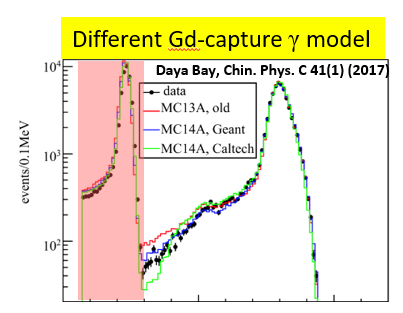 Different Gd-capture γ model
Daya Bay, Chin. Phys. C 41(1) (2017)
10⁴
data
MC13A, old
MC14A, Geant
MC14A, Caltech
10³
events/0.1MeV
10²